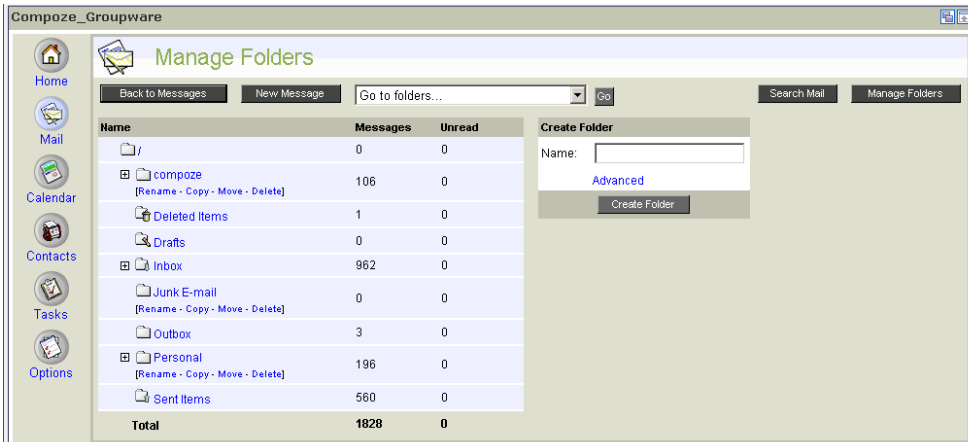 Compoze_Groupware
Home
Mail
Calendar
Contacts
Tasks
Options
Manage Folders
Back to Messages New Message Go to folders... Go Search Mail Manage Folders
Name Messages Unread
/ 0 0
compoze 106 0
[Rename - Copy - Move - Delete]
Deleted Items 1 0
Drafts 0 0
Inbox 962 0
Junk E-mail 0 0
[Rename - Copy - Move - Delete]
Outbox 3 0
Personal 196 0
[Rename - Copy - Move - Delete]
Sent Items 560 0
Total 1828 0
Create Folder
Name:
Advanced
Create Folder